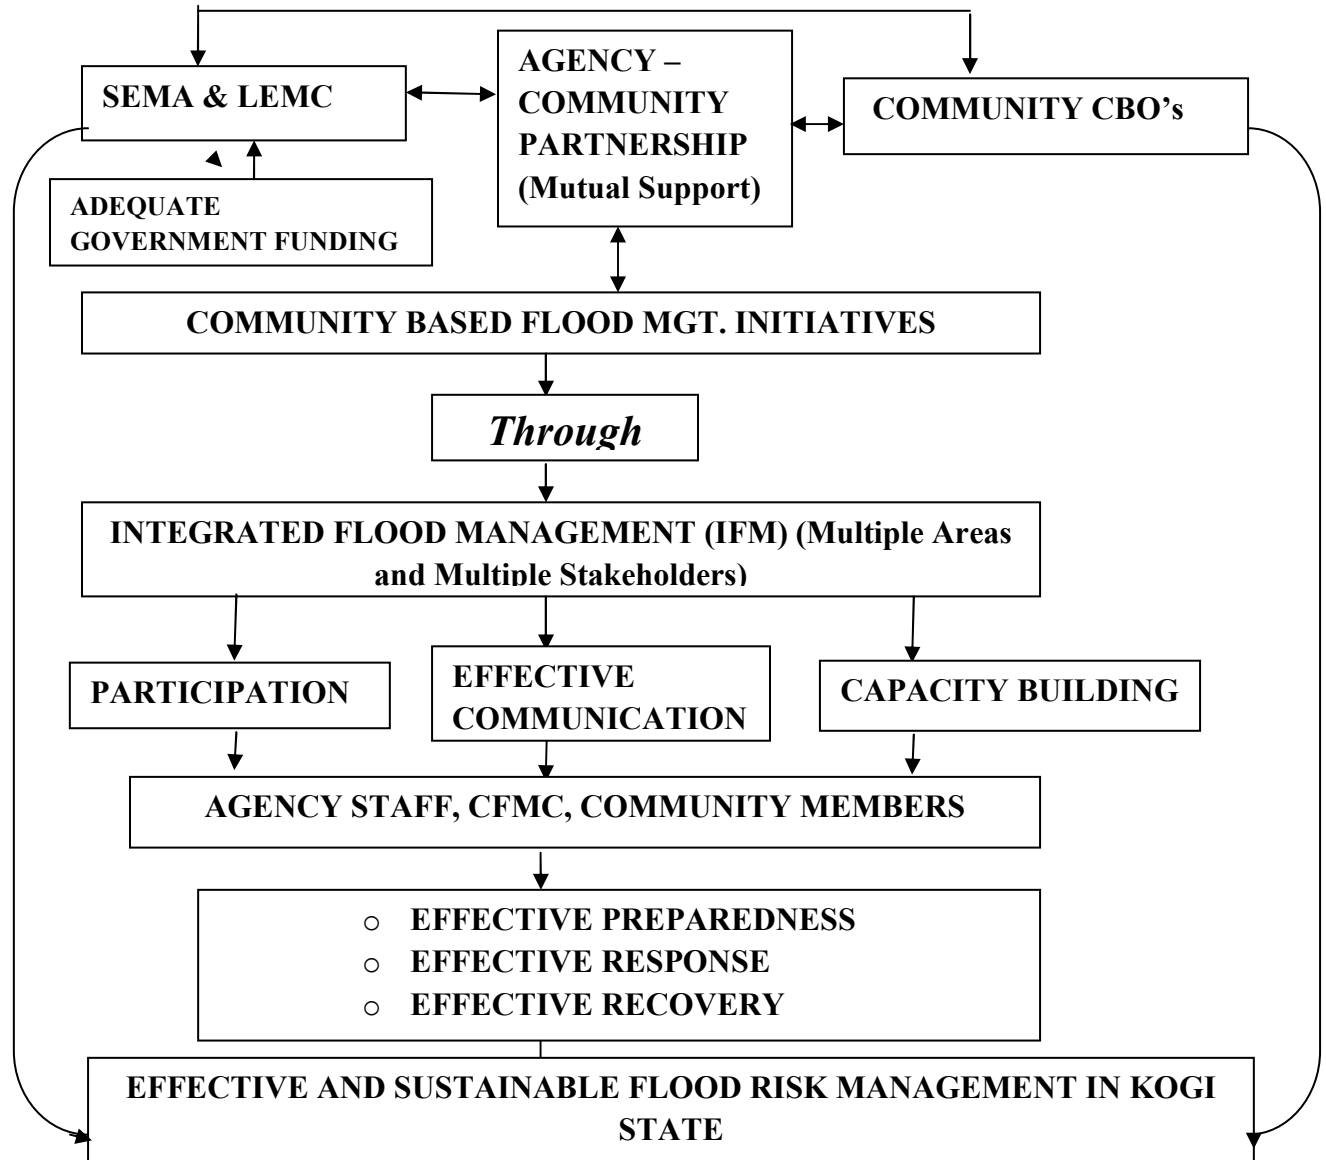 SEMA & LEMC
AGENCY –
COMMUNITY
PARTNERSHIP
(Mutual Support)
COMMUNITY CBO’s
ADEQUATE
GOVERNMENT FUNDING
COMMUNITY BASED FLOOD MGT. INITIATIVES
Through
INTEGRATED FLOOD MANAGEMENT (IFM) (Multiple Areas
and Multiple Stakeholders)
PARTICIPATION
EFFECTIVE
COMMUNICATION
CAPACITY BUILDING
AGENCY STAFF, CFMC, COMMUNITY MEMBERS
o EFFECTIVE PREPAREDNESS
o EFFECTIVE RESPONSE
o EFFECTIVE RECOVERY
EFFECTIVE AND SUSTAINABLE FLOOD RISK MANAGEMENT IN KOGI
STATE